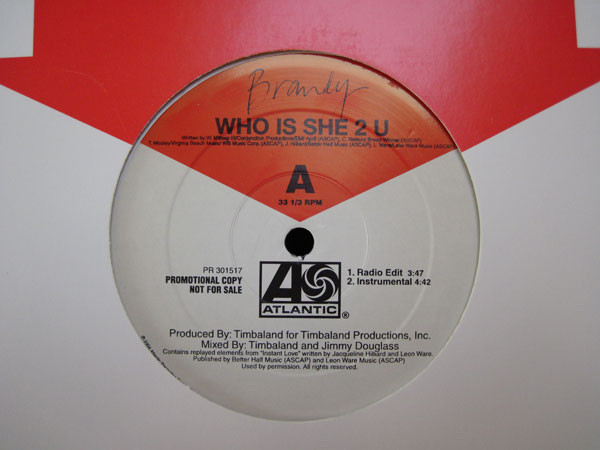 Brandy
WHO IS SHE 2 U
A
33 1/3 RPM
PR 301517
PROMOTIONAL COPY
NOT FOR SALE
ATLANTIC
®
1. Radio Edit 3:47
2. Instrumental 4:42
Produced By: Timbaland for Timbaland Productions, Inc.
Mixed By: Timbaland and Jimmy Douglass
Contains replayed elements from "Instant Love" written by Jacqueline Hilliard and Leon Ware.
Published by Better Half Music (ASCAP) and Leon Ware Music (ASCAP)
Used by permission. All rights reserved.